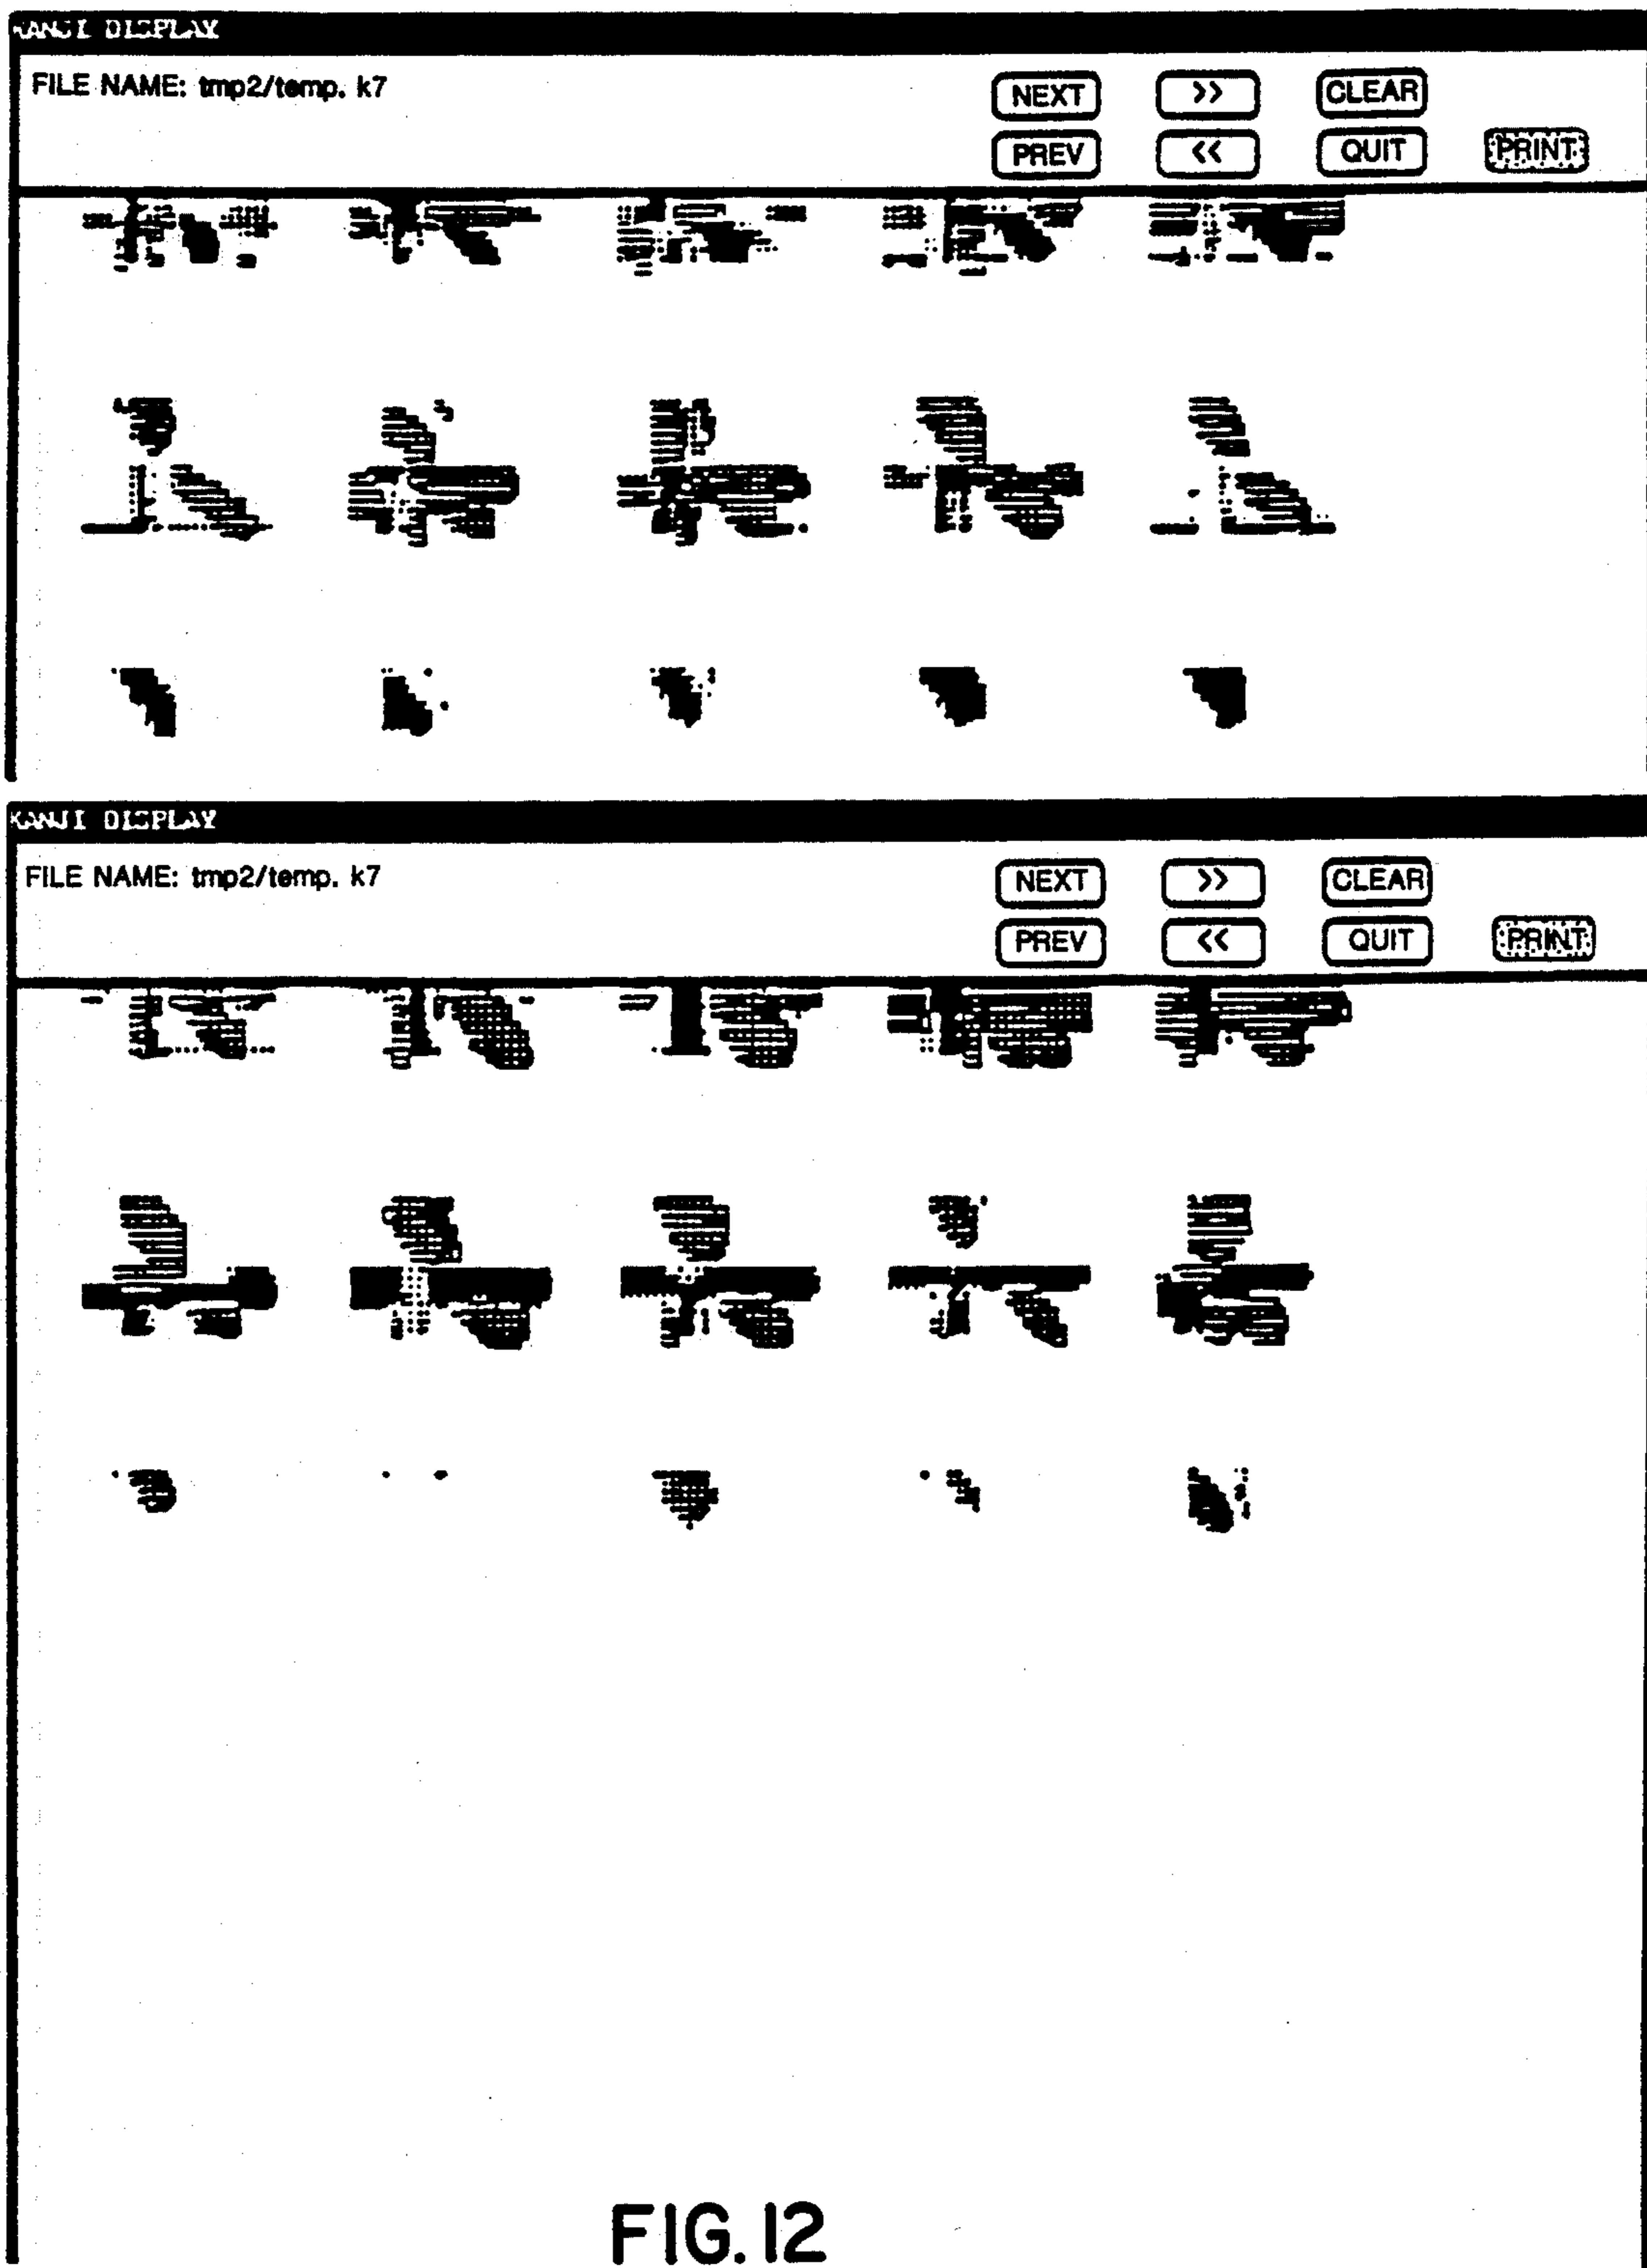 KANJI DISPLAY
FILE NAME: tmp2/temp. k7
NEXT >> CLEAR
PREV << QUIT PRINT
KANJI DISPLAY
FILE NAME: tmp2/temp. k7
NEXT >> CLEAR
PREV << QUIT PRINT
FIG. 12